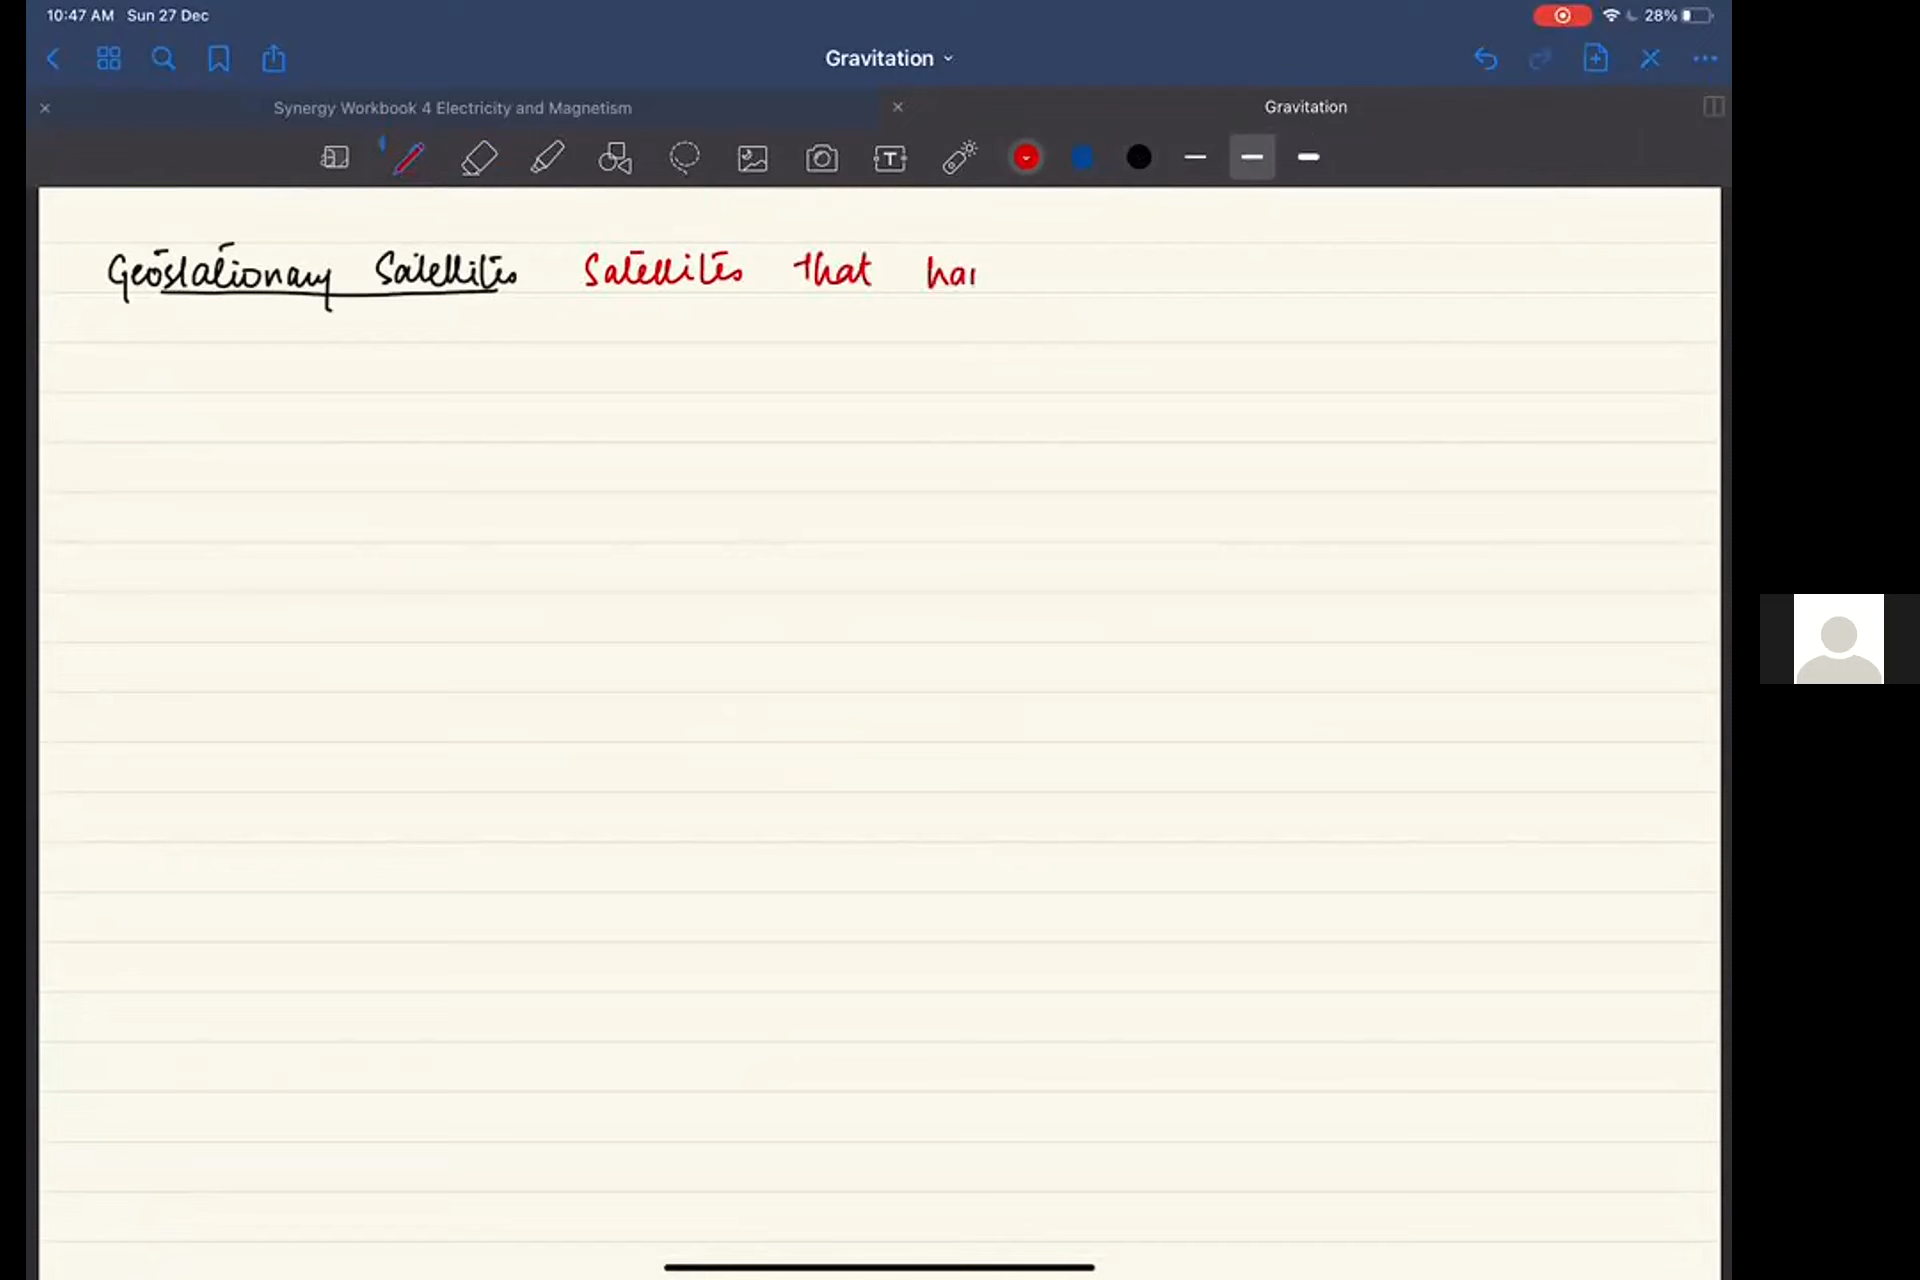 10:47 AM Sun 27 Dec 28%
Gravitation
Synergy Workbook 4 Electricity and Magnetism Gravitation
T
Geostationary Satellites Satellites that